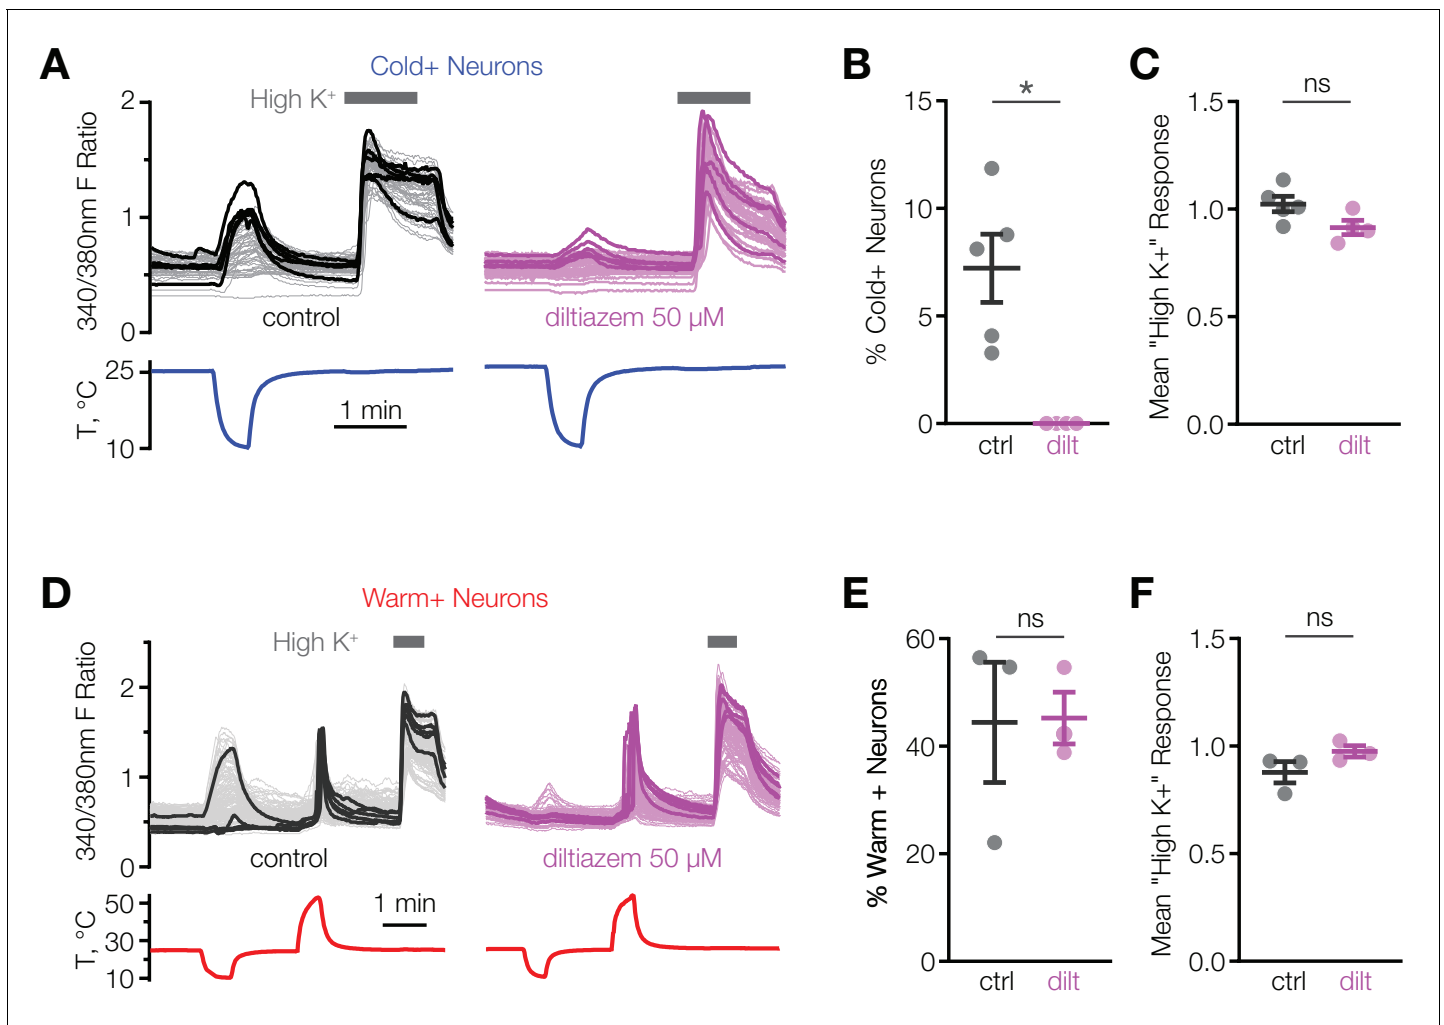 A
Cold+ Neurons
High K⁺
340/380nm F Ratio
2
1
0
control
diltiazem 50 µM
T, °C
25
10
1 min
B
*
% Cold+ Neurons
15
10
5
0
ctrl
dilt
C
ns
Mean "High K+" Response
1.5
1.0
0.5
0.0
ctrl
dilt
D
Warm+ Neurons
High K⁺
340/380nm F Ratio
2
1
0
control
diltiazem 50 µM
T, °C
50
30
10
1 min
E
ns
% Warm + Neurons
60
40
20
0
ctrl
dilt
F
ns
Mean "High K+" Response
1.5
1.0
0.5
0.0
ctrl
dilt